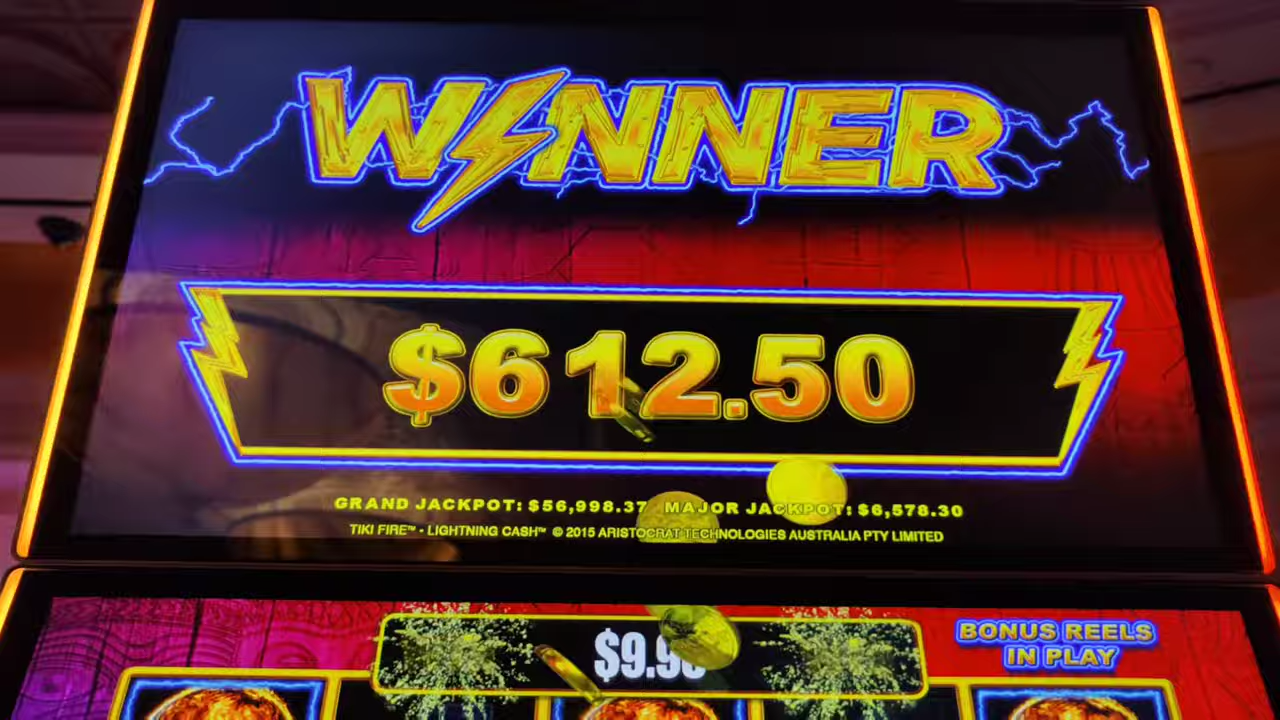 WINNER
$612.50
GRAND JACKPOT: $56,998.37 MAJOR JACKPOT: $6,578.30
TIKI FIRE™ - LIGHTNING CASH™ © 2015 ARISTOCRAT TECHNOLOGIES AUSTRALIA PTY LIMITED
BONUS REELS
IN PLAY